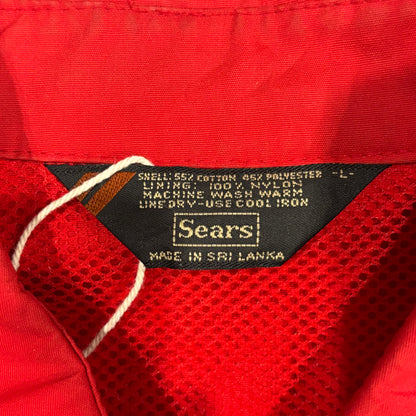 SHELL: 55% COTTON 45% POLYESTER -L-
LINING: 100% NYLON
MACHINE WASH WARM
LINE DRY-USE COOL IRON
Sears
MADE IN SRI LANKA